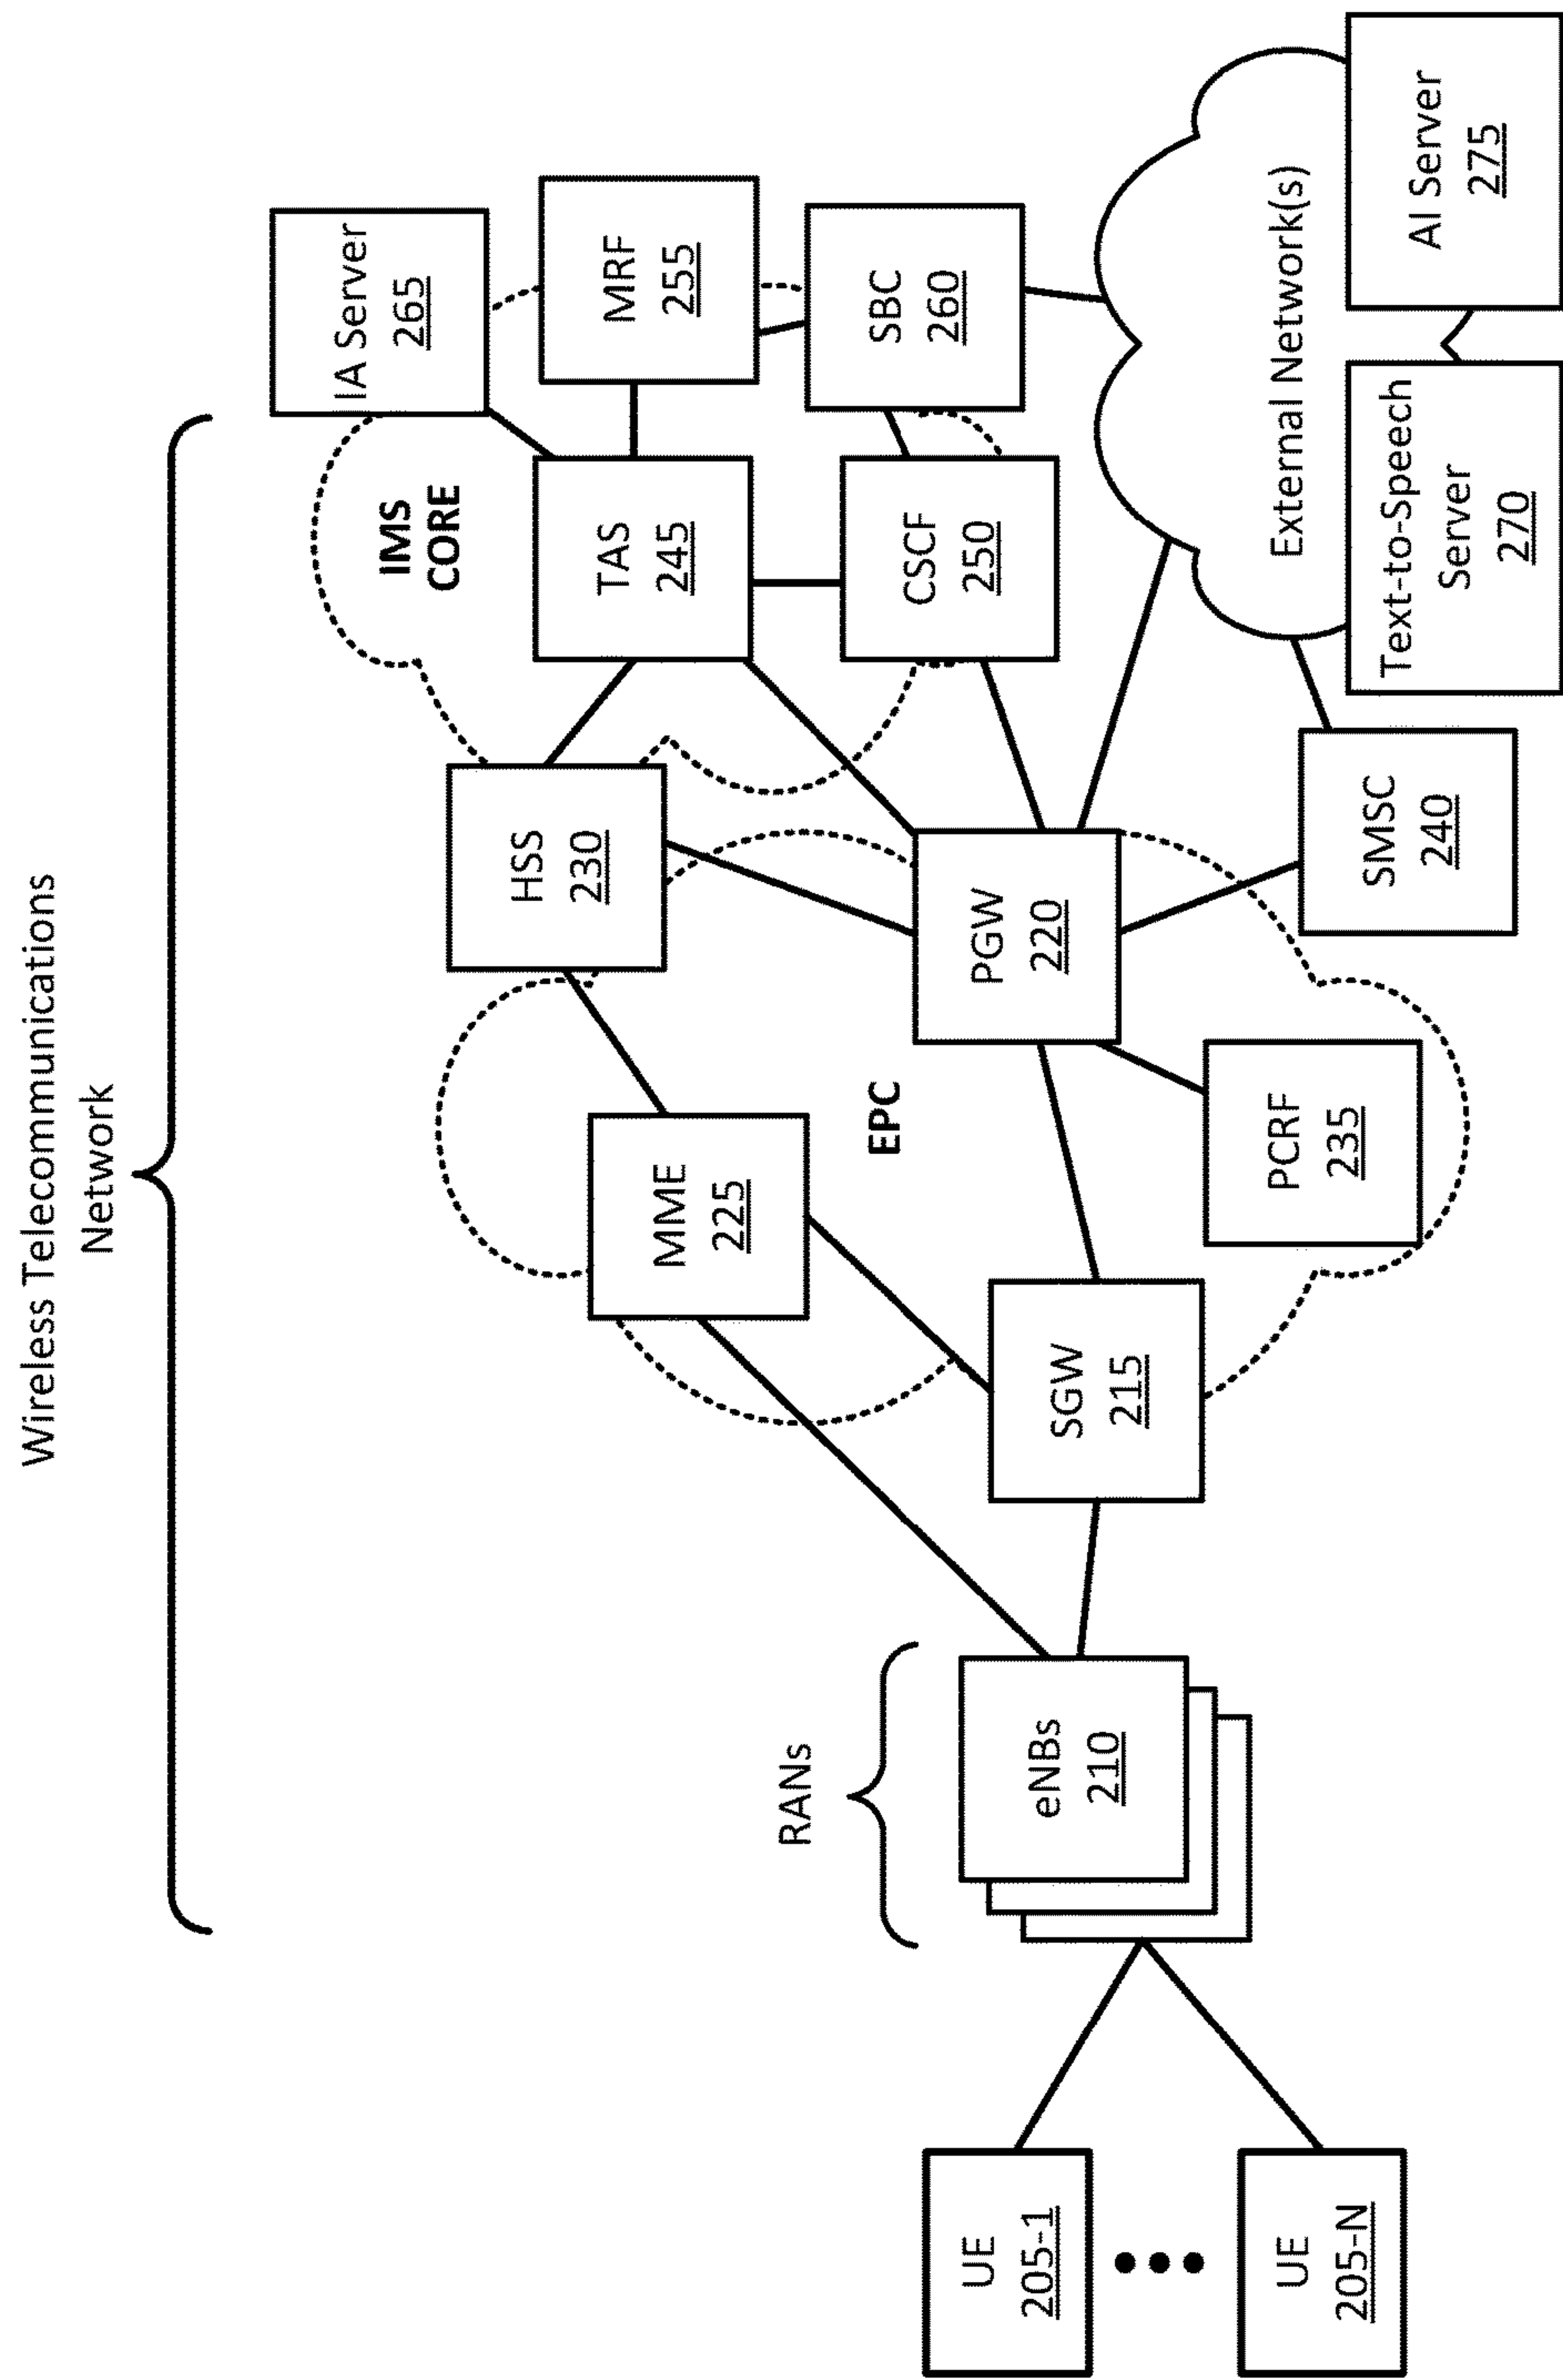 Wireless Telecommunications
Network
IA Server
265
IMS
CORE
MRF
255
HSS
230
TAS
245
MME
225
SBC
260
CSCF
250
EPC
RANs
PGW
220
SGW
215
eNBs
210
UE
205-1
External Network(s)
PCRF
235
SMSC
240
UE
205-N
Text-to-Speech
Server
270
AI Server
275